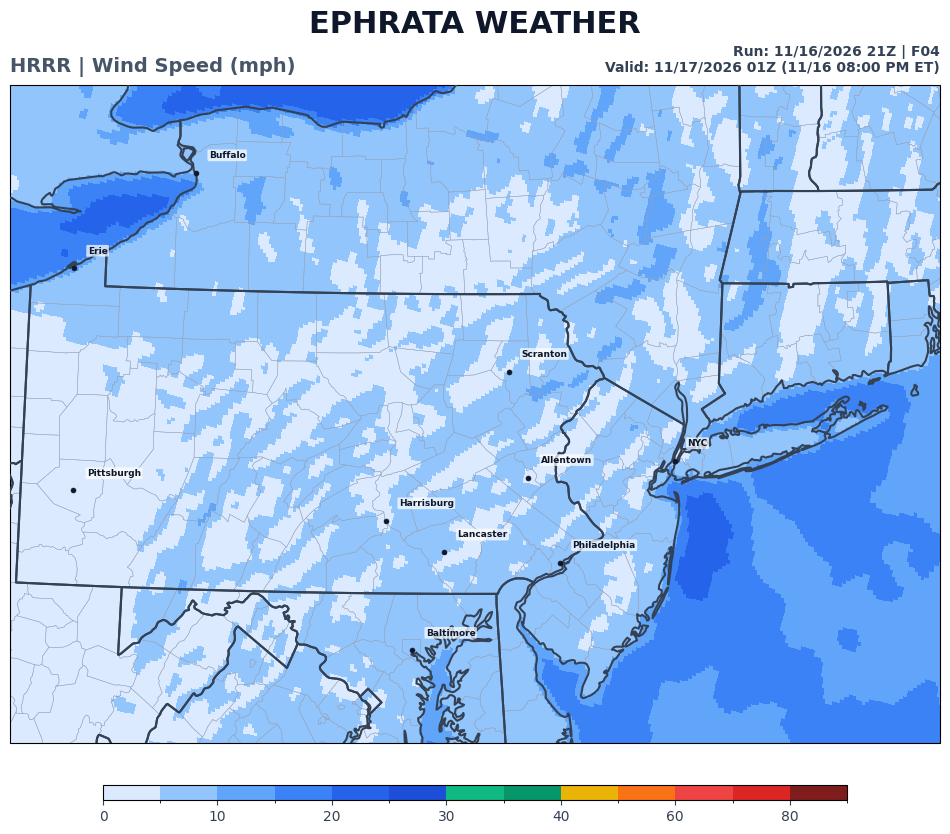 EPHRATA WEATHER
HRRR | Wind Speed (mph)
Run: 11/16/2026 21Z | F04
Valid: 11/17/2026 01Z (11/16 08:00 PM ET)
Buffalo
Erie
Scranton
NYC
Allentown
Pittsburgh
Harrisburg
Lancaster
Philadelphia
Baltimore
0 10 20 30 40 60 80